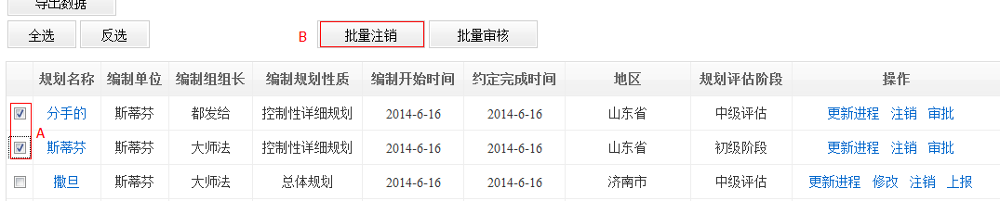 导出数据
全选 反选 B 批量注销 批量审核
规划名称 编制单位 编制组组长 编制规划性质 编制开始时间 约定完成时间 地区 规划评估阶段 操作
分手的 斯蒂芬 都发给 控制性详细规划 2014-6-16 2014-6-16 山东省 中级评估 更新进程 注销 审批
A
斯蒂芬 斯蒂芬 大师法 控制性详细规划 2014-6-16 2014-6-16 山东省 初级阶段 更新进程 注销 审批
撒旦 斯蒂芬 大师法 总体规划 2014-6-16 2014-6-16 济南市 中级评估 更新进程 修改 注销 上报